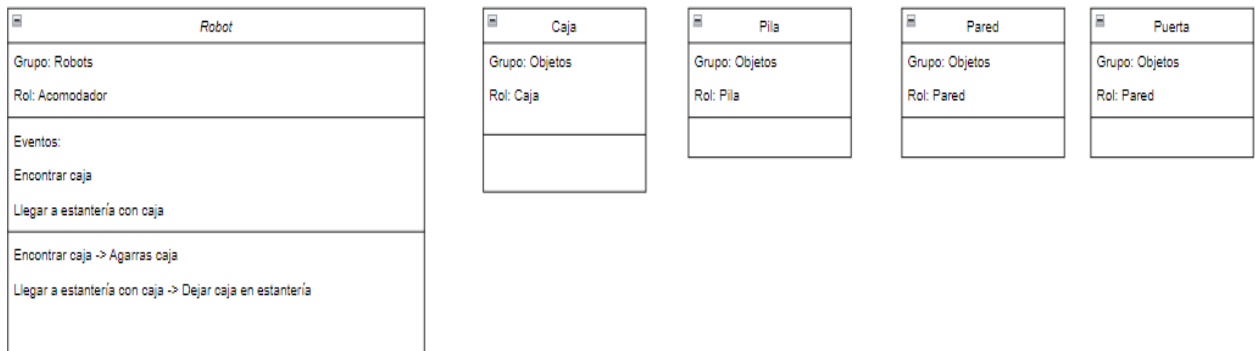 Robot
Grupo: Robots
Rol: Acomodador
Eventos:
Encontrar caja
Llegar a estantería con caja
Encontrar caja -> Agarras caja
Llegar a estantería con caja -> Dejar caja en estantería
Caja
Grupo: Objetos
Rol: Caja
Pila
Grupo: Objetos
Rol: Pila
Pared
Grupo: Objetos
Rol: Pared
Puerta
Grupo: Objetos
Rol: Pared